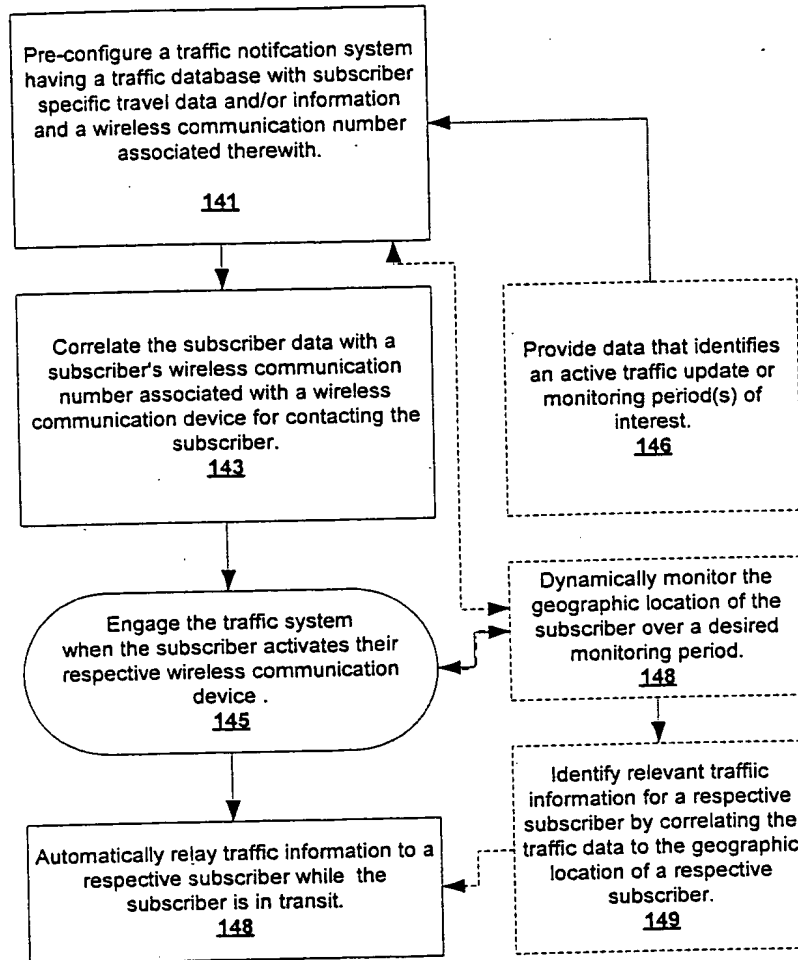 Pre-configure a traffic notifcation system
having a traffic database with subscriber
specific travel data and/or information
and a wireless communication number
associated therewith.
141
Correlate the subscriber data with a
subscriber's wireless communication
number associated with a wireless
communication device for contacting the
subscriber.
143
Provide data that identifies
an active traffic update or
monitoring period(s) of
interest.
146
Engage the traffic system
when the subscriber activates their
respective wireless communication
device .
145
Dynamically monitor the
geographic location of the
subscriber over a desired
monitoring period.
148
Automatically relay traffic information to a
respective subscriber while the
subscriber is in transit.
148
Identify relevant traffiic
information for a respective
subscriber by correlating the
traffic data to the geographic
location of a respective
subscriber.
149